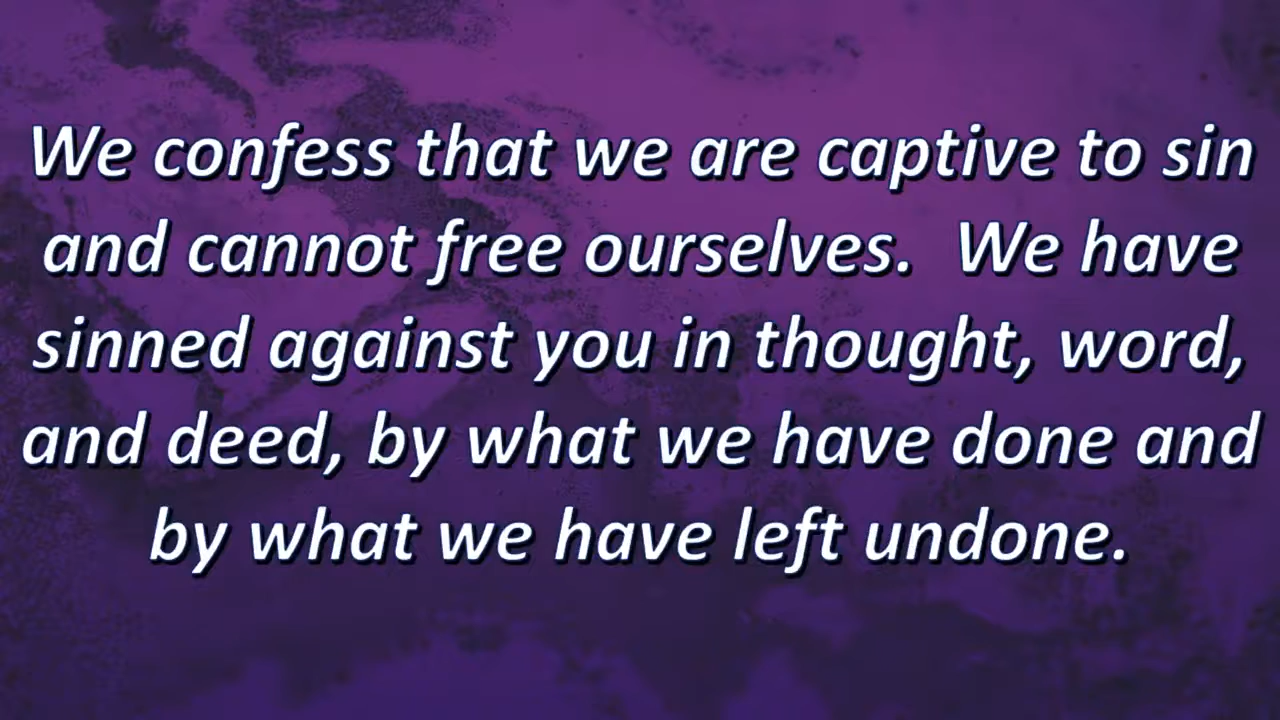 We confess that we are captive to sin
and cannot free ourselves.  We have
sinned against you in thought, word,
and deed, by what we have done and
by what we have left undone.